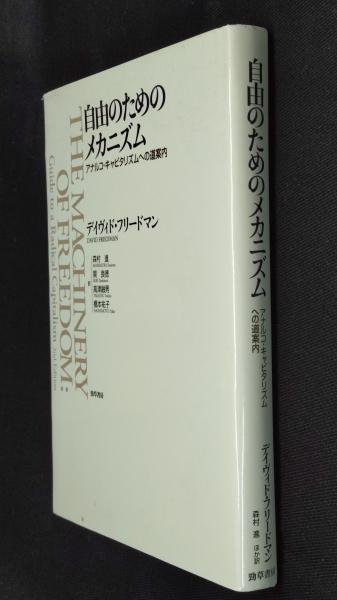 自由のための
メカニズム
アナルコ・キャピタリズムへの道案内
THE MACHINERY
OF FREEDOM
Guide to a Radical Capitalism 2nd Edition
デイヴィド・フリードマン
DAVID FRIEDMAN
森村 進
関 良徳
高津融男
橋本祐子
勁草書房
自由のためのメカニズム
アナルコ・キャピタリズム
への道案内
デイヴィド・フリードマン
森村 進 ほか訳
勁草書房